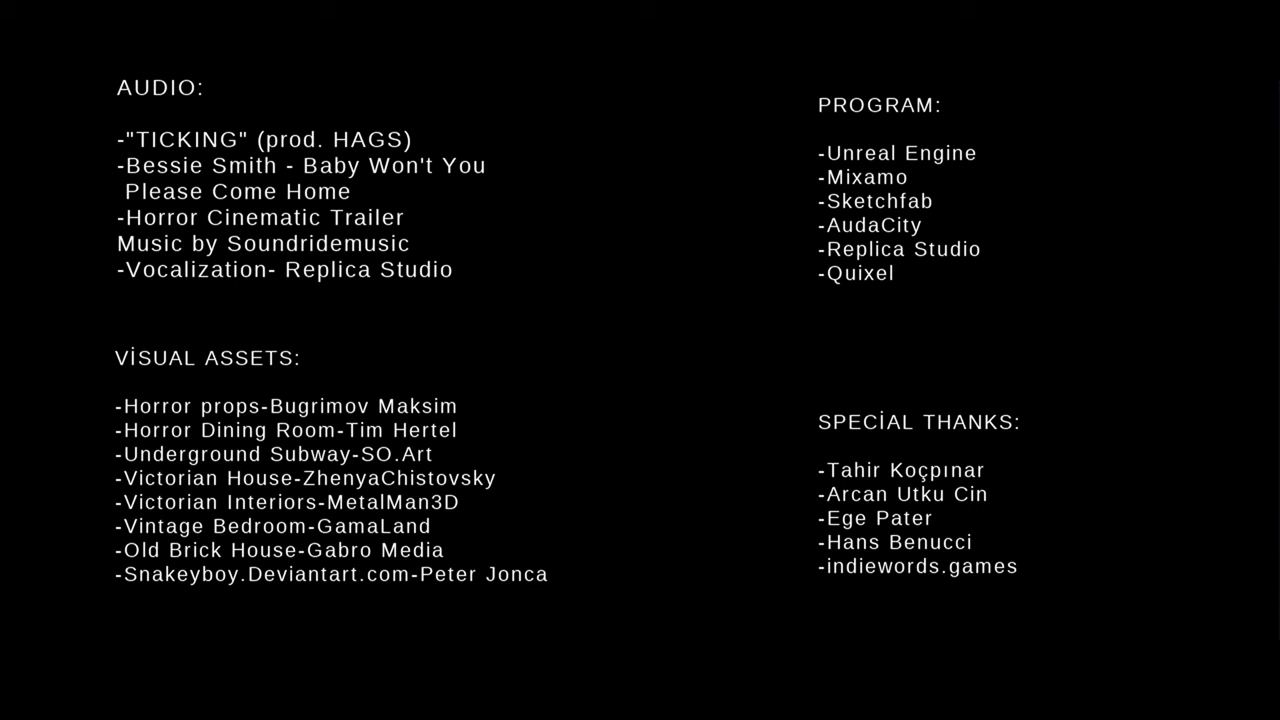 AUDIO:
-"TICKING" (prod. HAGS)
-Bessie Smith - Baby Won't You
Please Come Home
-Horror Cinematic Trailer
Music by Soundridemusic
-Vocalization- Replica Studio
VİSUAL ASSETS:
-Horror props-Bugrimov Maksim
-Horror Dining Room-Tim Hertel
-Underground Subway-SO.Art
-Victorian House-ZhenyaChistovsky
-Victorian Interiors-MetalMan3D
-Vintage Bedroom-GamaLand
-Old Brick House-Gabro Media
-Snakeyboy.Deviantart.com-Peter Jonca
PROGRAM:
-Unreal Engine
-Mixamo
-Sketchfab
-AudaCity
-Replica Studio
-Quixel
SPECİAL THANKS:
-Tahir Koçpınar
-Arcan Utku Cin
-Ege Pater
-Hans Benucci
-indiewords.games